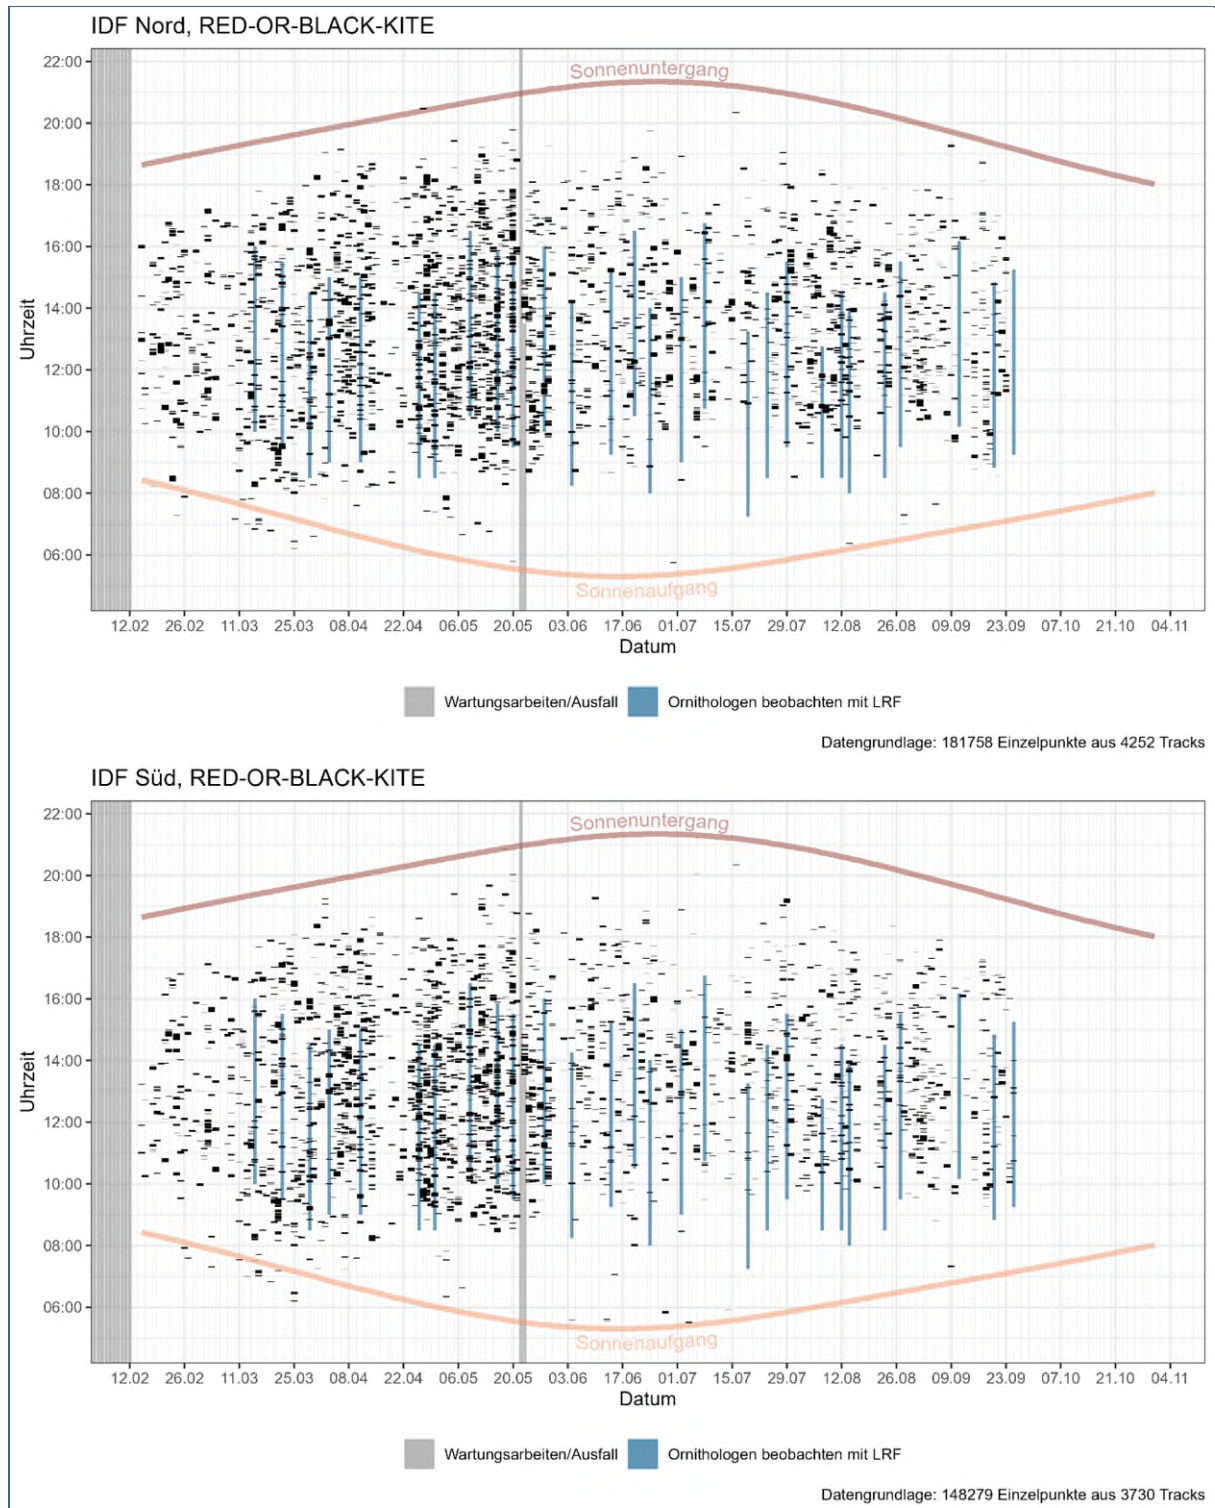 IDF Nord, RED-OR-BLACK-KITE
22:00
20:00
18:00
16:00
14:00
12:00
10:00
08:00
06:00
Uhrzeit
Sonnenuntergang
Sonnenaufgang
12.02 26.02 11.03 25.03 08.04 22.04 06.05 20.05 03.06 17.06 01.07 15.07 29.07 12.08 26.08 09.09 23.09 07.10 21.10 04.11
Datum
Wartungsarbeiten/Ausfall Ornithologen beobachten mit LRF
Datengrundlage: 181758 Einzelpunkte aus 4252 Tracks
IDF Süd, RED-OR-BLACK-KITE
22:00
20:00
18:00
16:00
14:00
12:00
10:00
08:00
06:00
Uhrzeit
Sonnenuntergang
Sonnenaufgang
12.02 26.02 11.03 25.03 08.04 22.04 06.05 20.05 03.06 17.06 01.07 15.07 29.07 12.08 26.08 09.09 23.09 07.10 21.10 04.11
Datum
Wartungsarbeiten/Ausfall Ornithologen beobachten mit LRF
Datengrundlage: 148279 Einzelpunkte aus 3730 Tracks